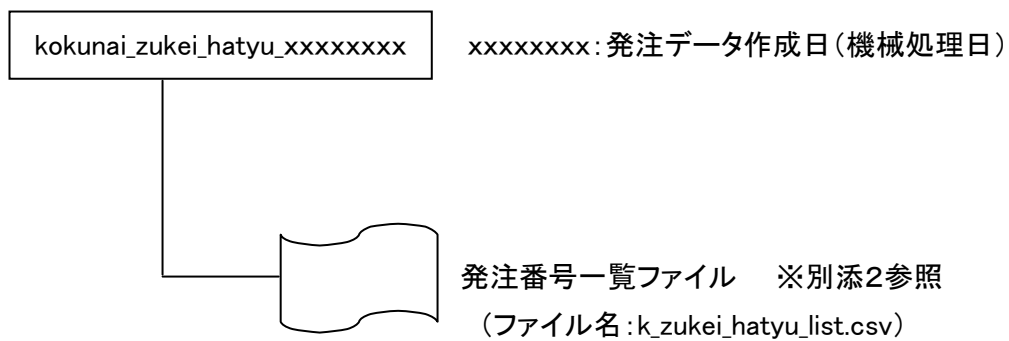 kokunai_zukei_hatyu_xxxxxxxx xxxxxxxx:発注データ作成日(機械処理日)
発注番号一覧ファイル ※別添2参照
(ファイル名:k_zukei_hatyu_list.csv)